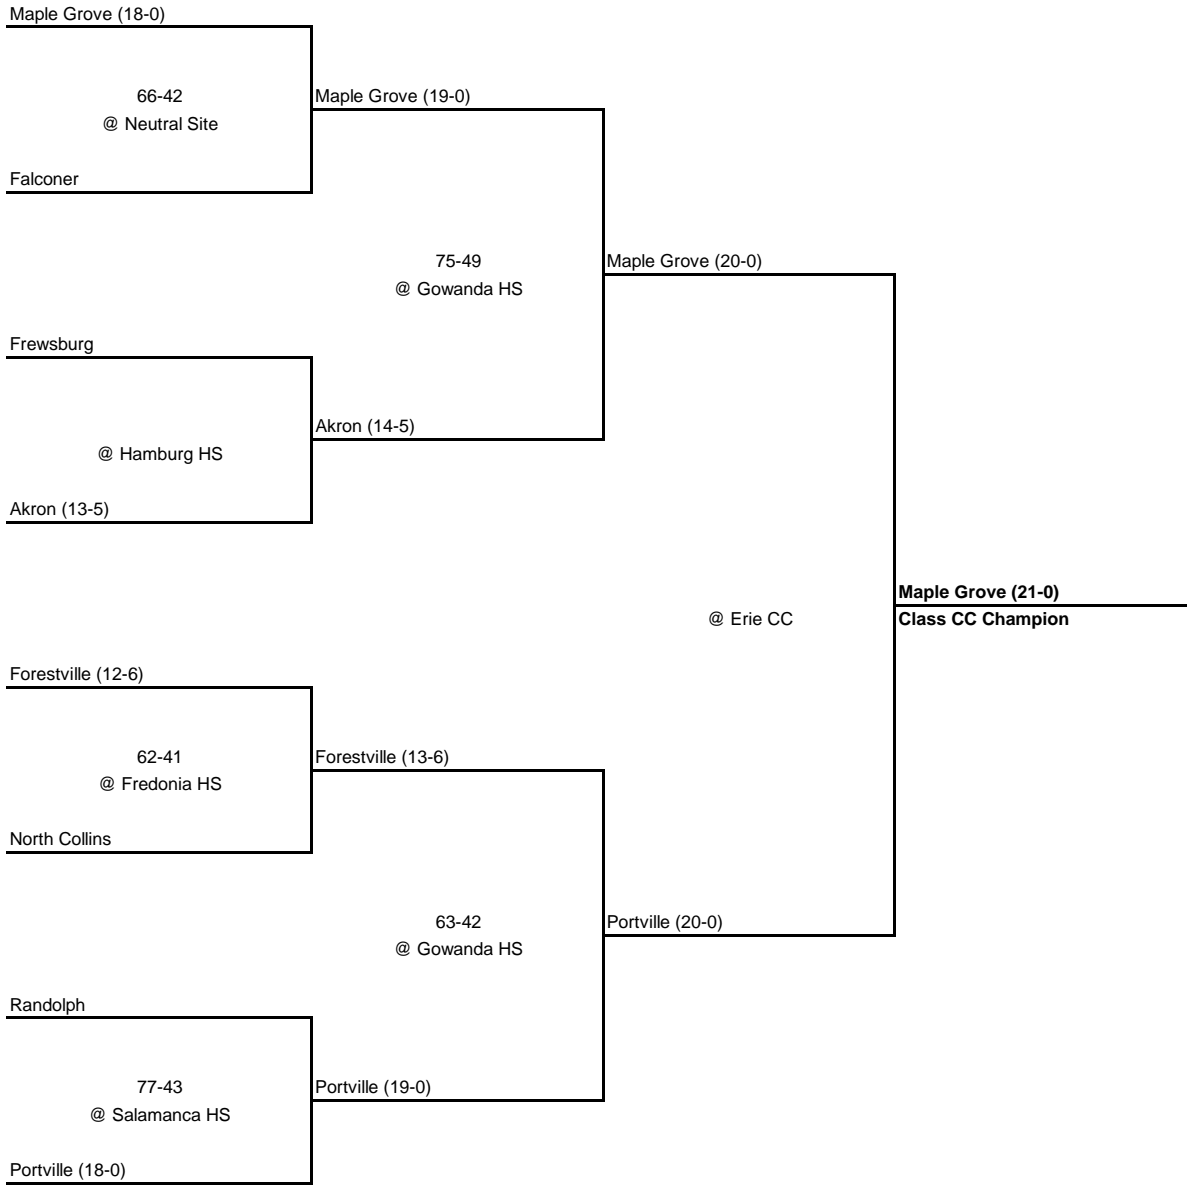 Maple Grove (18-0)
66-42
Maple Grove (19-0)
@ Neutral Site
Falconer
75-49
Maple Grove (20-0)
@ Gowanda HS
Frewsburg
Akron (14-5)
@ Hamburg HS
Akron (13-5)
Maple Grove (21-0)
@ Erie CC
Class CC Champion
Forestville (12-6)
62-41
Forestville (13-6)
@ Fredonia HS
North Collins
63-42
Portville (20-0)
@ Gowanda HS
Randolph
77-43
Portville (19-0)
@ Salamanca HS
Portville (18-0)